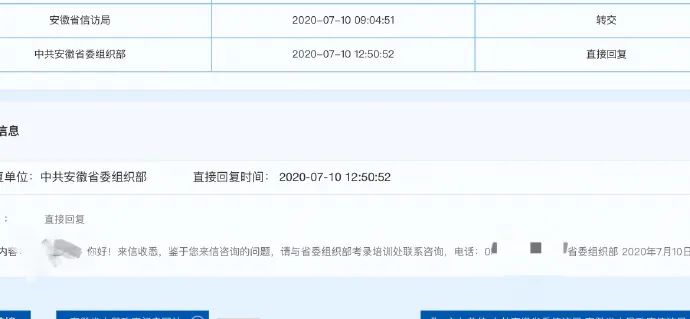 安徽省信访局 2020-07-10 09:04:51 转交
中共安徽省委组织部 2020-07-10 12:50:52 直接回复
信息
复单位： 中共安徽省委组织部 直接回复时间： 2020-07-10 12:50:52
： 直接回复
内容： 你好！来信收悉，鉴于您来信咨询的问题，请与省委组织部考录培训处联系咨询，电话：0 省委组织部 2020年7月10日